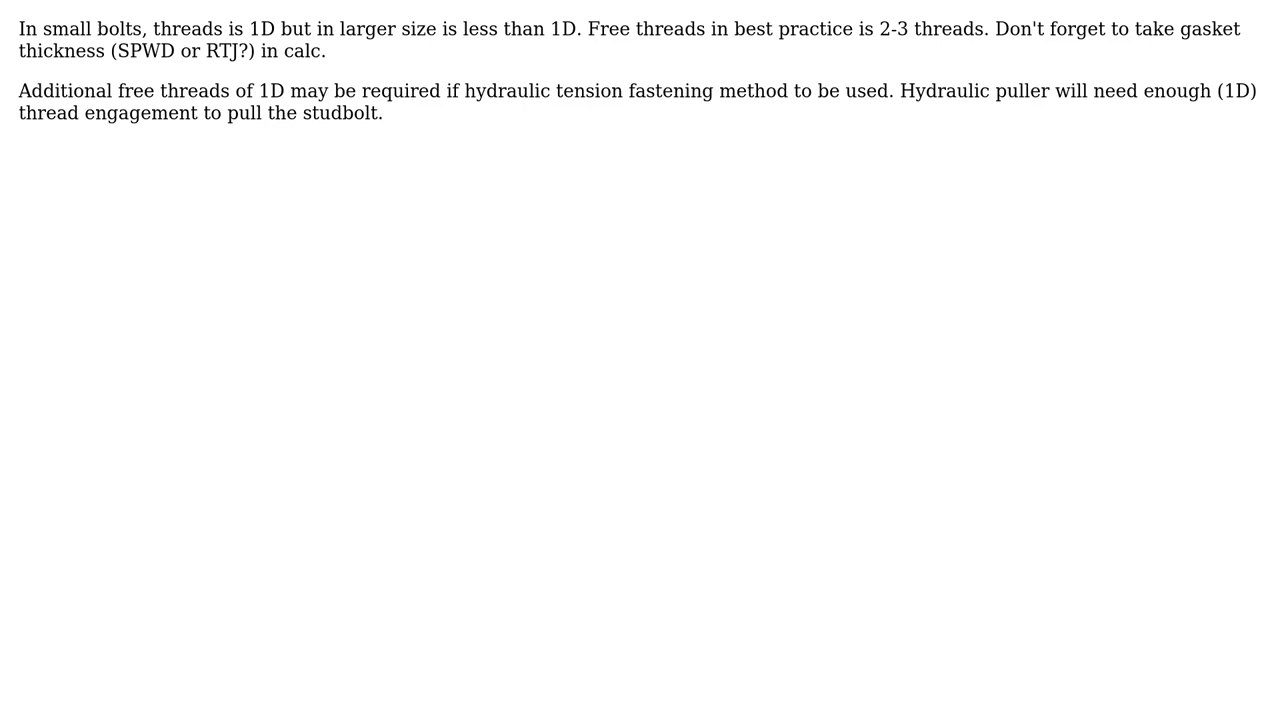 In small bolts, threads is 1D but in larger size is less than 1D. Free threads in best practice is 2-3 threads. Don't forget to take gasket
thickness (SPWD or RTJ?) in calc.
Additional free threads of 1D may be required if hydraulic tension fastening method to be used. Hydraulic puller will need enough (1D)
thread engagement to pull the studbolt.